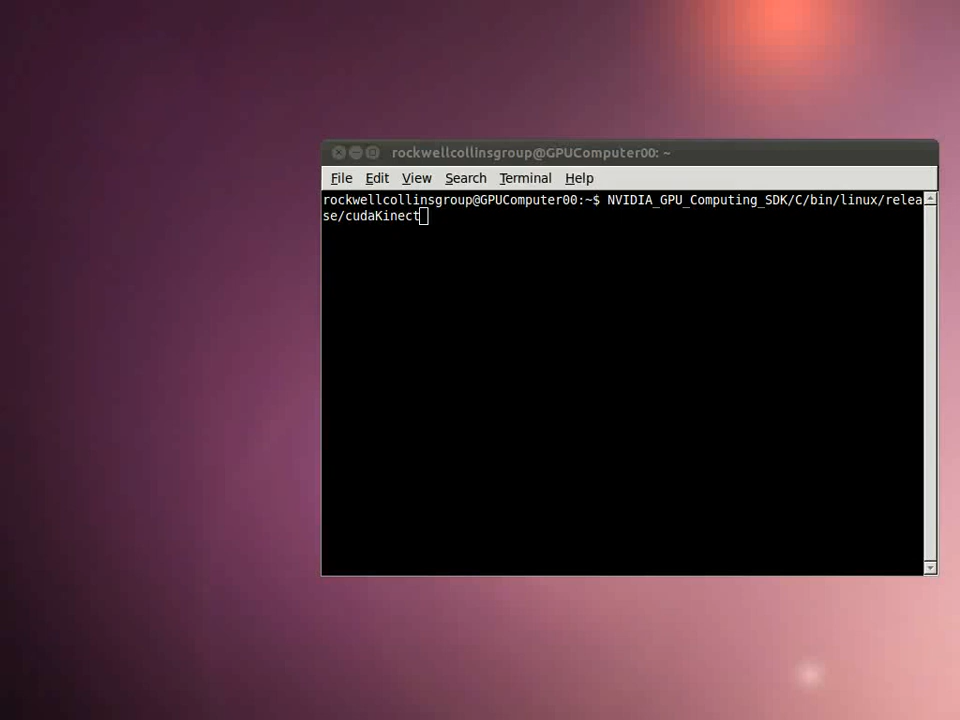 rockwellcollinsgroup@GPUComputer00: ~
File Edit View Search Terminal Help
rockwellcollinsgroup@GPUComputer00:~$ NVIDIA_GPU_Computing_SDK/C/bin/linux/relea
se/cudaKinect